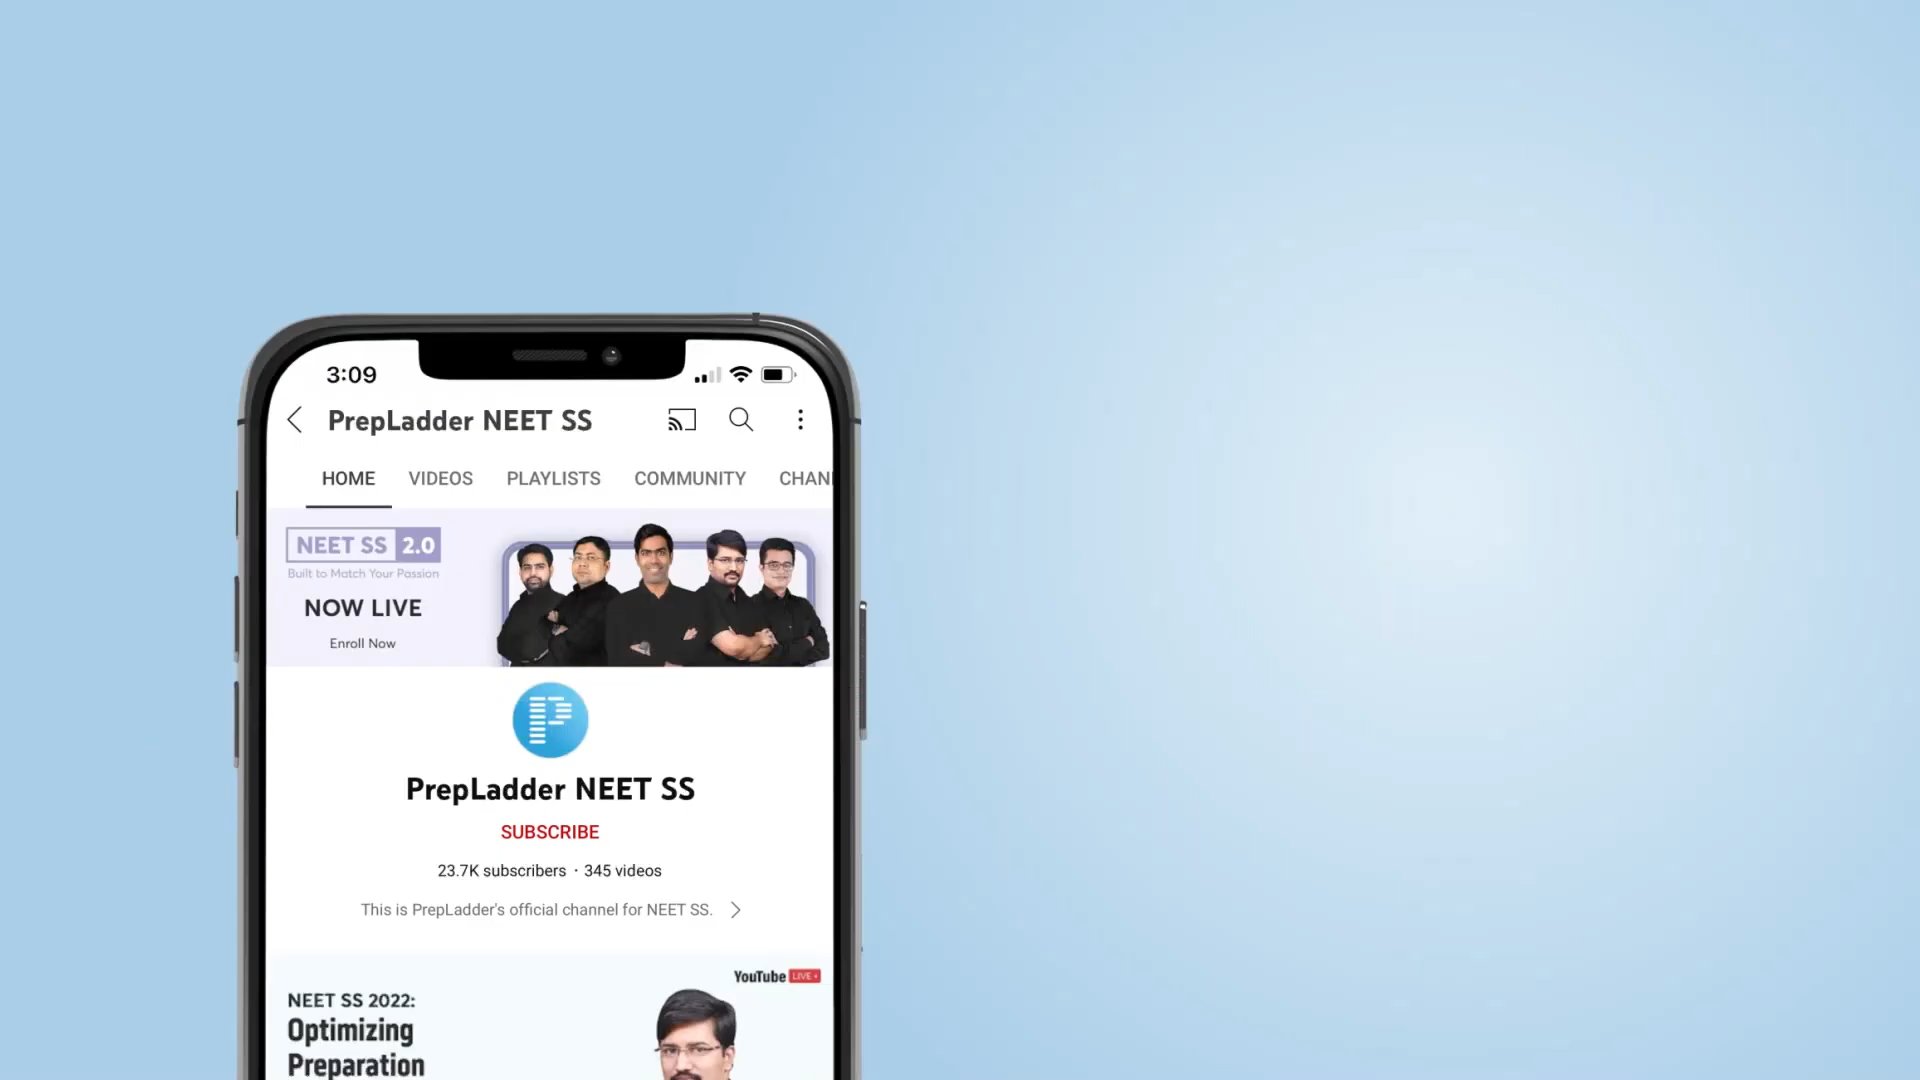 3:09
PrepLadder NEET SS
HOME VIDEOS PLAYLISTS COMMUNITY CHAN
NEET SS 2.0
Built to Match Your Passion
NOW LIVE
Enroll Now
PrepLadder NEET SS
SUBSCRIBE
23.7K subscribers · 345 videos
This is PrepLadder's official channel for NEET SS.
YouTube LIVE
NEET SS 2022:
Optimizing
Preparation